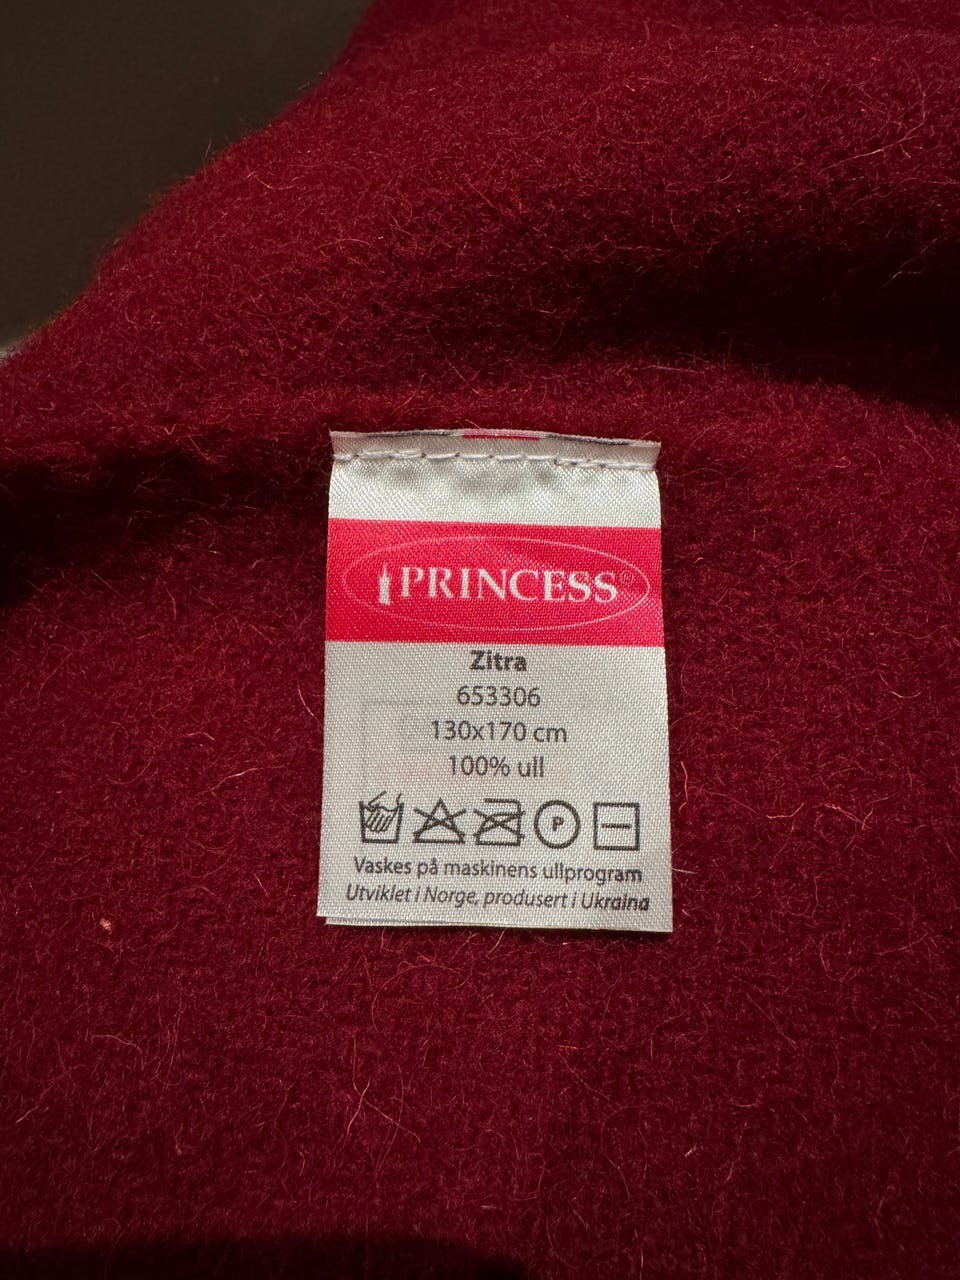 PRINCESS®
Zitra
653306
130x170 cm
100% ull
P
Vaskes på maskinens ullprogram
Utviklet i Norge, produsert i Ukraina